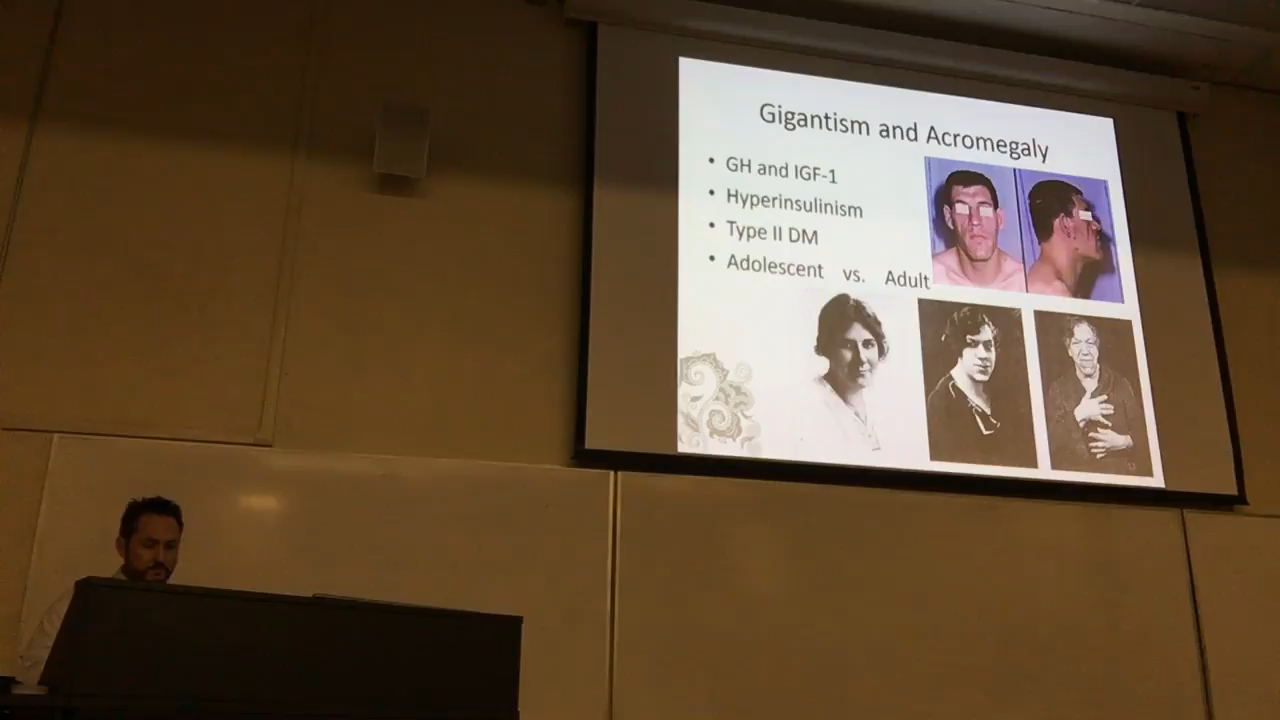 Gigantism and Acromegaly
• GH and IGF-1
• Hyperinsulinism
• Type II DM
• Adolescent vs. Adult